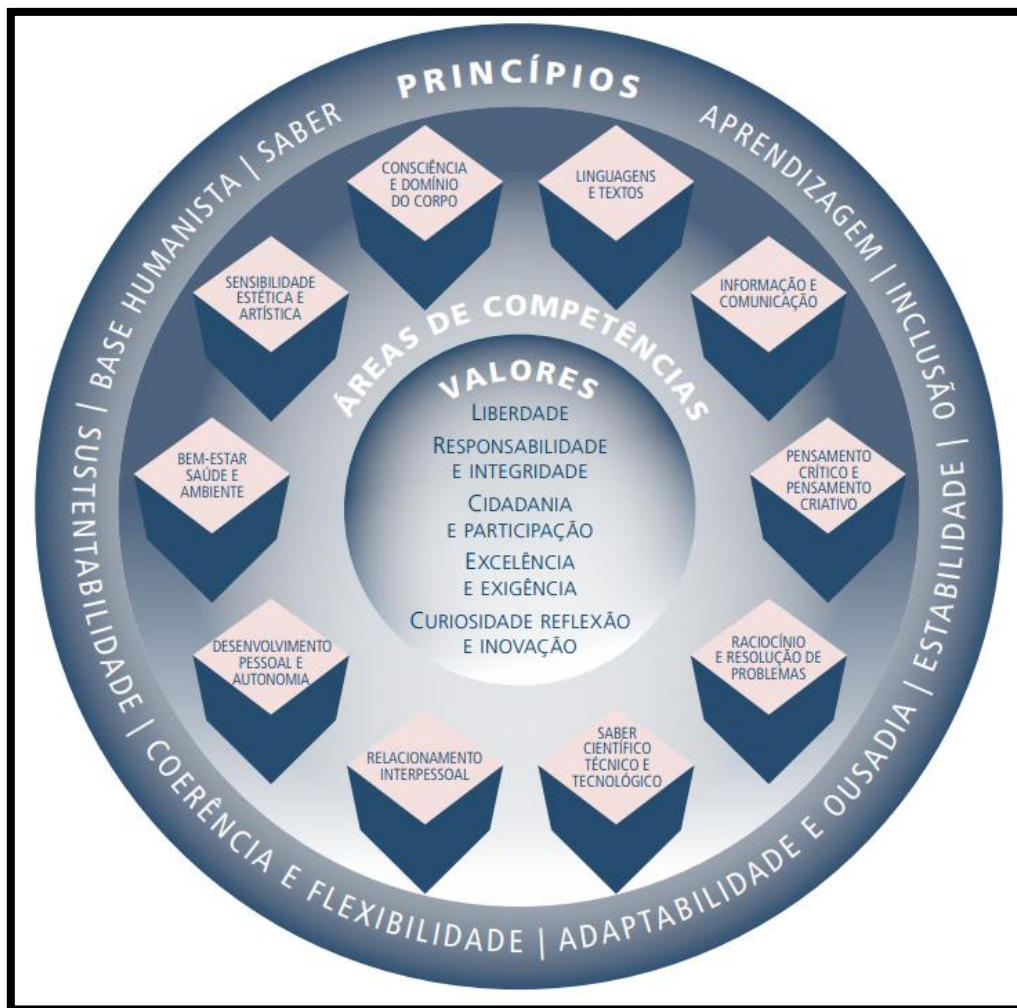 PRINCÍPIOS
BASE HUMANISTA | SABER
APRENDIZAGEM | INCLUSÃO |
ESTABILIDADE |
ADAPTABILIDADE E OUSADIA |
COERÊNCIA E FLEXIBILIDADE |
SUSTENTABILIDADE |
CONSCIÊNCIA
E DOMÍNIO
DO CORPO
LINGUAGENS
E TEXTOS
SENSIBILIDADE
ESTÉTICA E
ARTÍSTICA
INFORMAÇÃO E
COMUNICAÇÃO
BEM-ESTAR
SAÚDE E
AMBIENTE
PENSAMENTO
CRÍTICO E
PENSAMENTO
CRIATIVO
DESENVOLVIMENTO
PESSOAL E
AUTONOMIA
RACIOCÍNIO
E RESOLUÇÃO DE
PROBLEMAS
RELACIONAMENTO
INTERPESSOAL
SABER
CIENTÍFICO
TÉCNICO E
TECNOLÓGICO
ÁREAS DE COMPETÊNCIAS
VALORES
LIBERDADE
RESPONSABILIDADE
E INTEGRIDADE
CIDADANIA
E PARTICIPAÇÃO
EXCELÊNCIA
E EXIGÊNCIA
CURIOSIDADE REFLEXÃO
E INOVAÇÃO